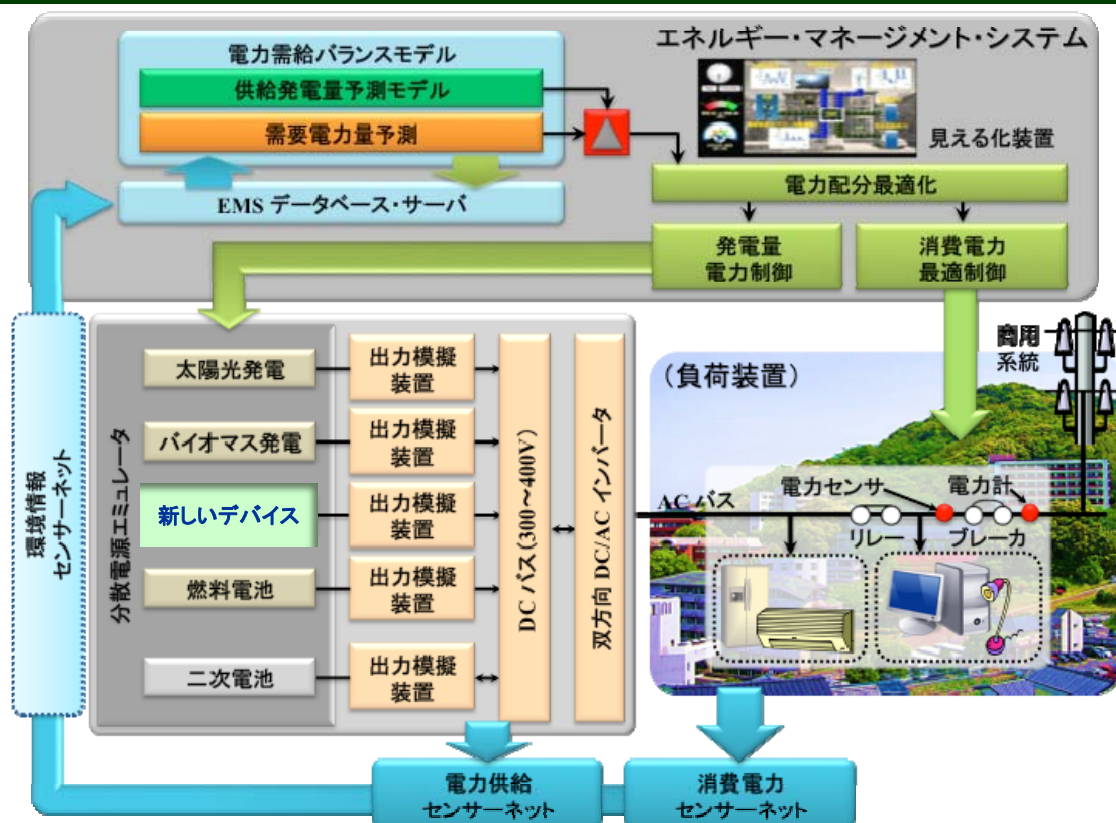 エネルギー・マネージメント・システム
電力需給バランスモデル
供給発電量予測モデル
需要電力量予測
見える化装置
電力配分最適化
EMS データベース・サーバ
発電量
電力制御
消費電力
最適制御
環境情報
センサーネット
分散電源エミュレータ
太陽光発電
出力模擬
装置
バイオマス発電
出力模擬
装置
新しいデバイス
出力模擬
装置
燃料電池
出力模擬
装置
二次電池
出力模擬
装置
DC バス(300～400V)
双方向 DC/AC インバータ
(負荷装置)
商用
系統
AC バス
電力センサ
電力計
リレー
ブレーカ
電力供給
センサーネット
消費電力
センサーネット